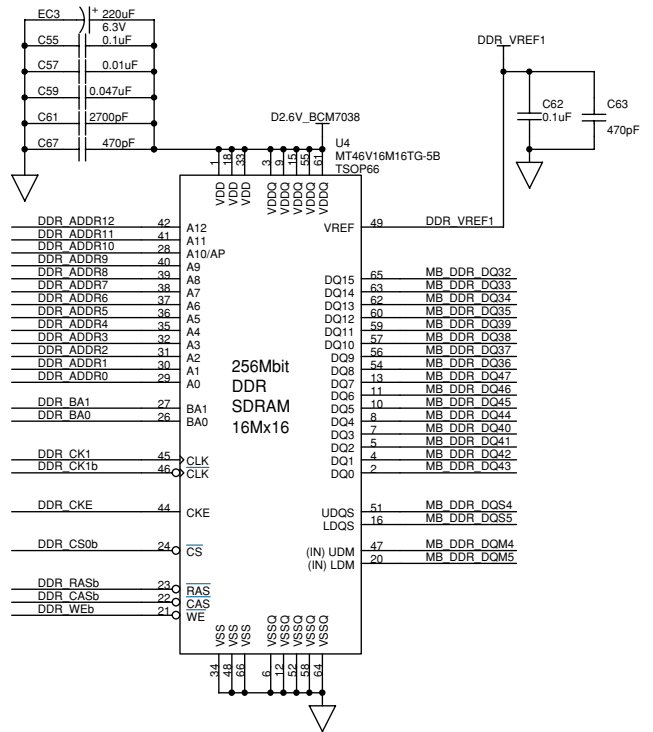 EC3 + 220uF
6.3V
C55 0.1uF
C57 0.01uF
C59 0.047uF
C61 2700pF
C67 470pF
DDR_VREF1
C62
0.1uF
C63
470pF
D2.6V_BCM7038
U4
MT46V16M16TG-5B
TSOP66
1 18 33 3 9 15 55 61
VDD VDD VDD VDDQ VDDQ VDDQ VDDQ VDDQ
DDR_ADDR12 42 A12
DDR_ADDR11 41 A11
DDR_ADDR10 28 A10/AP
DDR_ADDR9 40 A9
DDR_ADDR8 39 A8
DDR_ADDR7 38 A7
DDR_ADDR6 37 A6
DDR_ADDR5 36 A5
DDR_ADDR4 35 A4
DDR_ADDR3 32 A3
DDR_ADDR2 31 A2
DDR_ADDR1 30 A1
DDR_ADDR0 29 A0
DDR_BA1 27 BA1
DDR_BA0 26 BA0
DDR_CK1 45 CLK
DDR_CK1b 46 CLK
DDR_CKE 44 CKE
DDR_CS0b 24 CS
DDR_RASb 23 RAS
DDR_CASb 22 CAS
DDR_WEb 21 WE
256Mbit
DDR
SDRAM
16Mx16
VREF 49 DDR_VREF1
DQ15 65 MB_DDR_DQ32
DQ14 63 MB_DDR_DQ33
DQ13 62 MB_DDR_DQ34
DQ12 60 MB_DDR_DQ35
DQ11 59 MB_DDR_DQ39
DQ10 57 MB_DDR_DQ38
DQ9 56 MB_DDR_DQ37
DQ8 54 MB_DDR_DQ36
DQ7 13 MB_DDR_DQ47
DQ6 11 MB_DDR_DQ46
DQ5 10 MB_DDR_DQ45
DQ4 8 MB_DDR_DQ44
DQ3 7 MB_DDR_DQ40
DQ2 5 MB_DDR_DQ41
DQ1 4 MB_DDR_DQ42
DQ0 2 MB_DDR_DQ43
UDQS 51 MB_DDR_DQS4
LDQS 16 MB_DDR_DQS5
(IN) UDM 47 MB_DDR_DQM4
(IN) LDM 20 MB_DDR_DQM5
VSS VSS VSS VSSQ VSSQ VSSQ VSSQ VSSQ
34 48 66 6 12 52 58 64